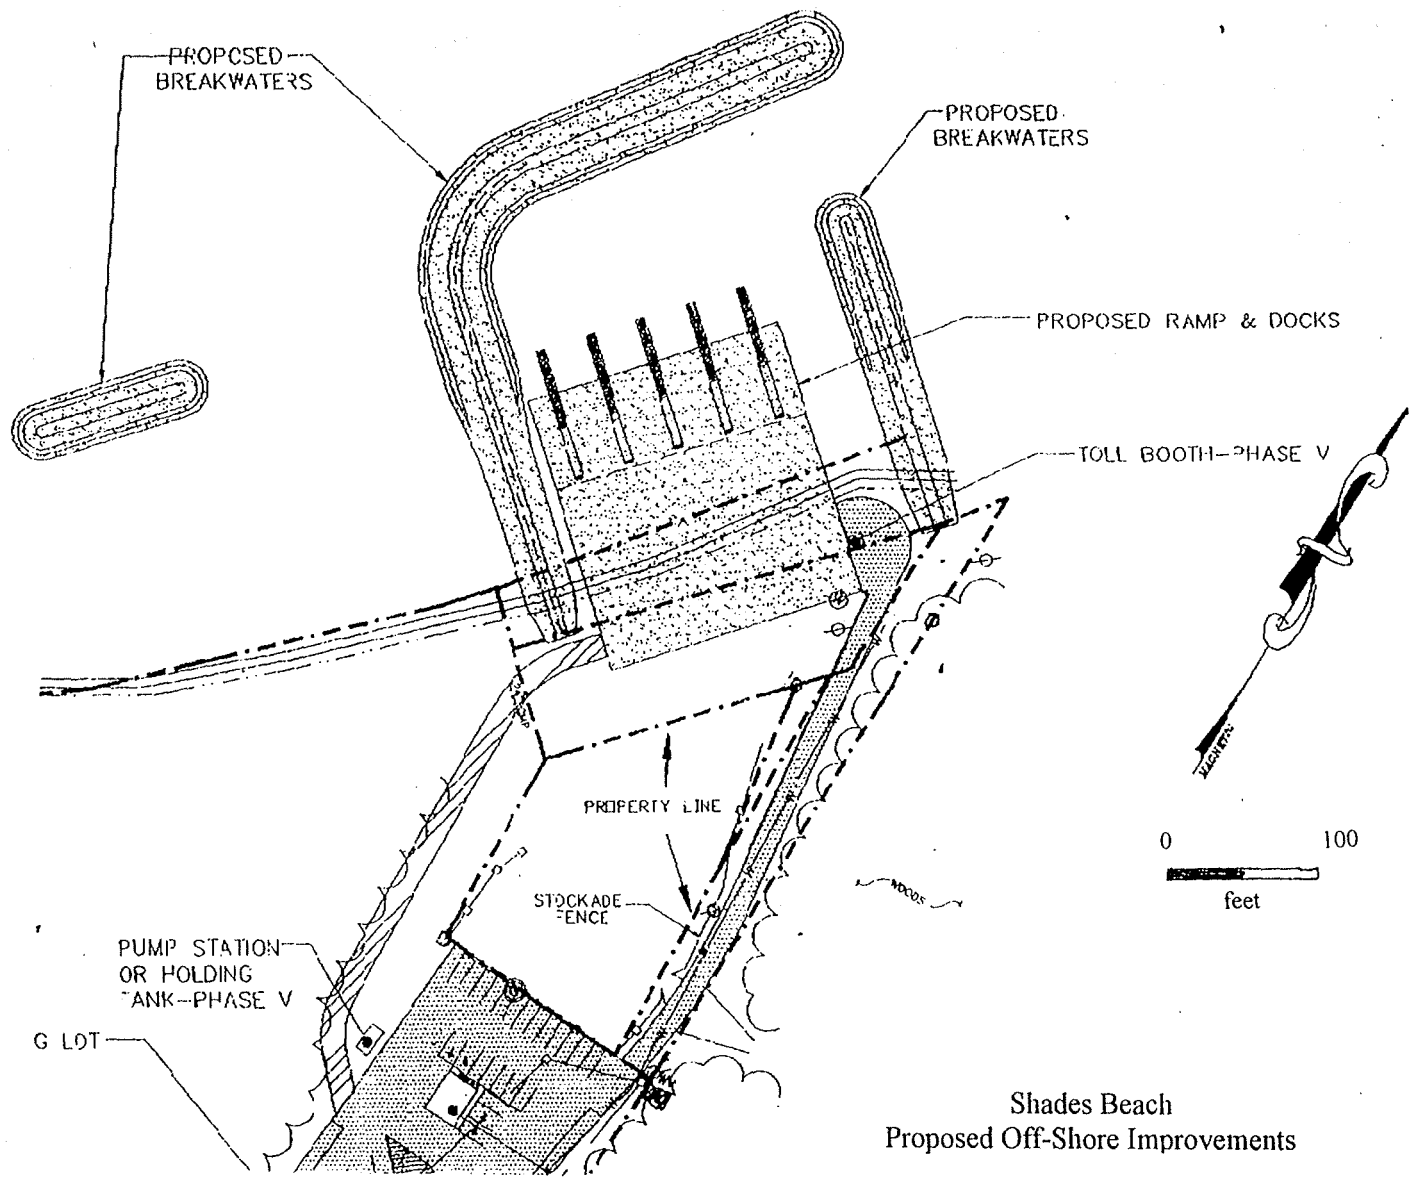 PROPOSED
BREAKWATERS
PROPOSED
BREAKWATERS
PROPOSED RAMP & DOCKS
TOLL BOOTH-PHASE V
MAGNETIC
PROPERTY LINE
0 100
feet
STOCKADE
FENCE
WOODS
PUMP STATION
OR HOLDING
TANK-PHASE V
G LOT
Shades Beach
Proposed Off-Shore Improvements